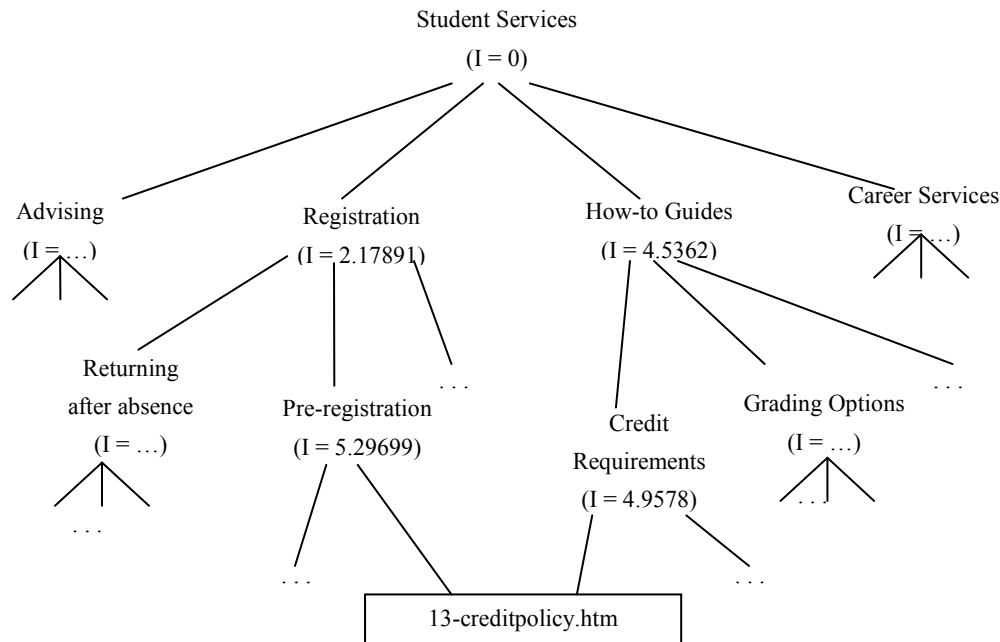 Student Services
(I = 0)
Advising
(I = …)
Registration
(I = 2.17891)
How-to Guides
(I = 4.5362)
Career Services
(I = …)
Returning
after absence
(I = …)
. . .
Pre-registration
(I = 5.29699)
. . .
Credit
Requirements
(I = 4.9578)
Grading Options
(I = …)
. . .
. . .
. . .
. . .
. . .
13-creditpolicy.htm